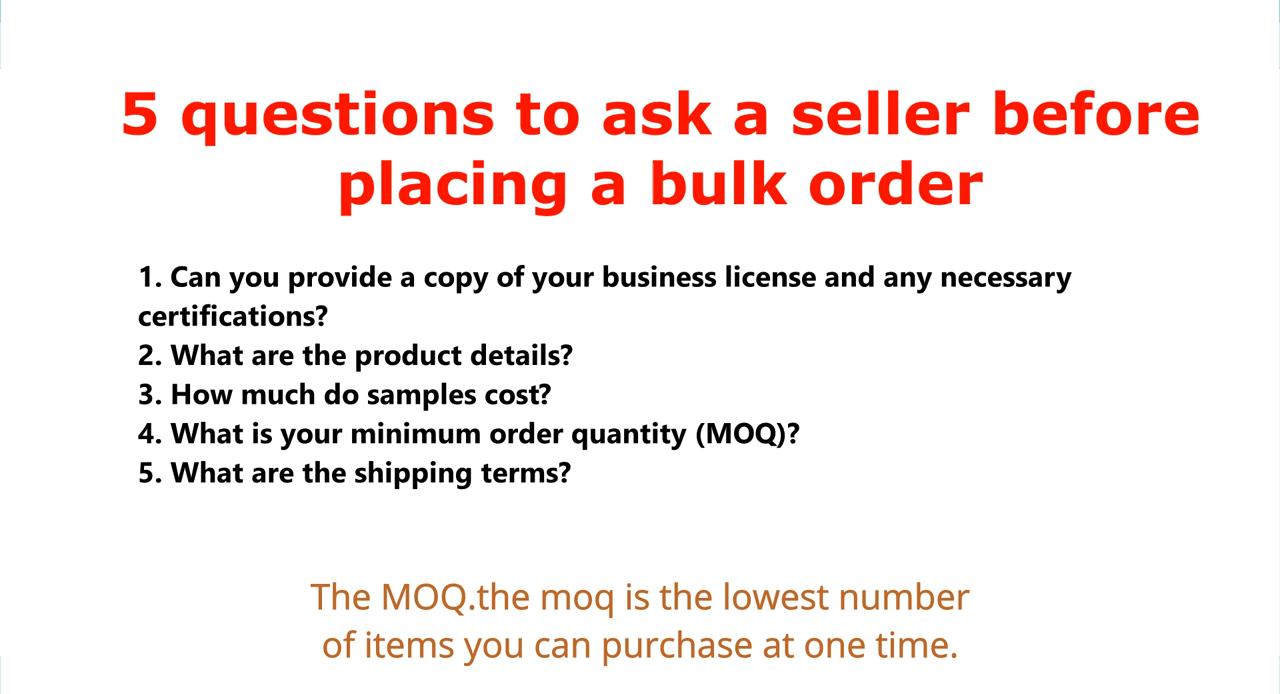 5 questions to ask a seller before
placing a bulk order
1. Can you provide a copy of your business license and any necessary
certifications?
2. What are the product details?
3. How much do samples cost?
4. What is your minimum order quantity (MOQ)?
5. What are the shipping terms?
The MOQ.the moq is the lowest number
of items you can purchase at one time.